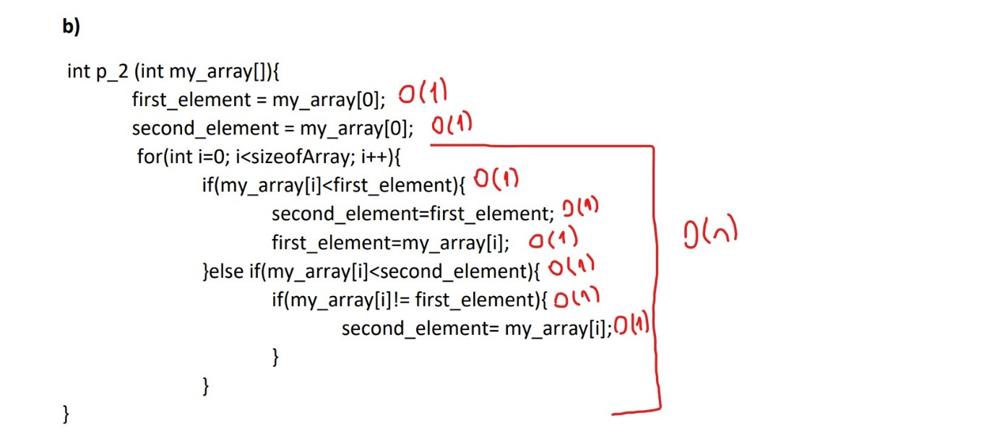 b)
int p_2 (int my_array[]){
first_element = my_array[0]; O(1)
second_element = my_array[0]; O(1)
for(int i=0; i<sizeofArray; i++){
if(my_array[i]<first_element){ O(1)
second_element=first_element; O(1)
first_element=my_array[i]; O(1)
O(n)
}else if(my_array[i]<second_element){ O(1)
if(my_array[i]!= first_element){ O(1)
second_element= my_array[i]; O(1)
}
}
}